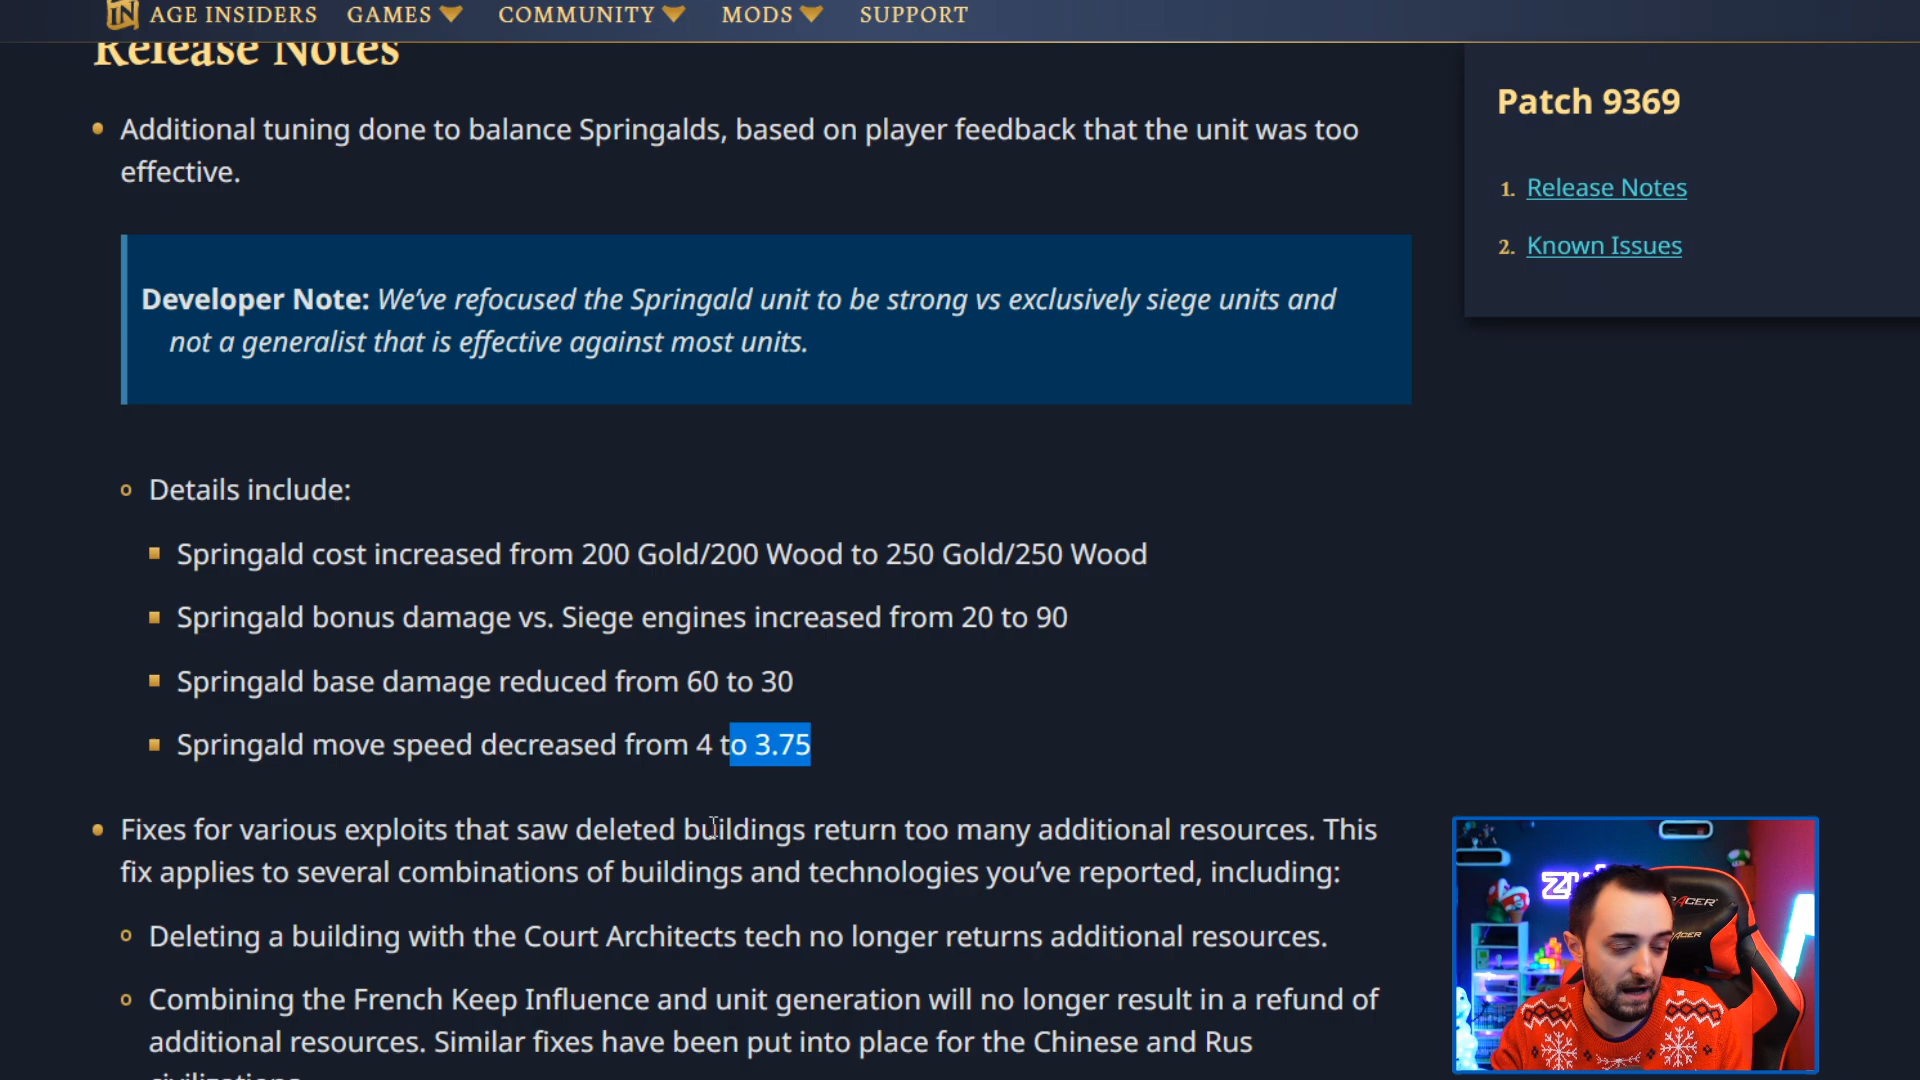 IN AGE INSIDERS GAMES COMMUNITY MODS SUPPORT
Release Notes
Additional tuning done to balance Springalds, based on player feedback that the unit was too
effective.
Developer Note: We’ve refocused the Springald unit to be strong vs exclusively siege units and
not a generalist that is effective against most units.
Details include:
Springald cost increased from 200 Gold/200 Wood to 250 Gold/250 Wood
Springald bonus damage vs. Siege engines increased from 20 to 90
Springald base damage reduced from 60 to 30
Springald move speed decreased from 4 to 3.75
Fixes for various exploits that saw deleted buildings return too many additional resources. This
fix applies to several combinations of buildings and technologies you’ve reported, including:
Deleting a building with the Court Architects tech no longer returns additional resources.
Combining the French Keep Influence and unit generation will no longer result in a refund of
additional resources. Similar fixes have been put into place for the Chinese and Rus
civilizations.
Patch 9369
1. Release Notes
2. Known Issues